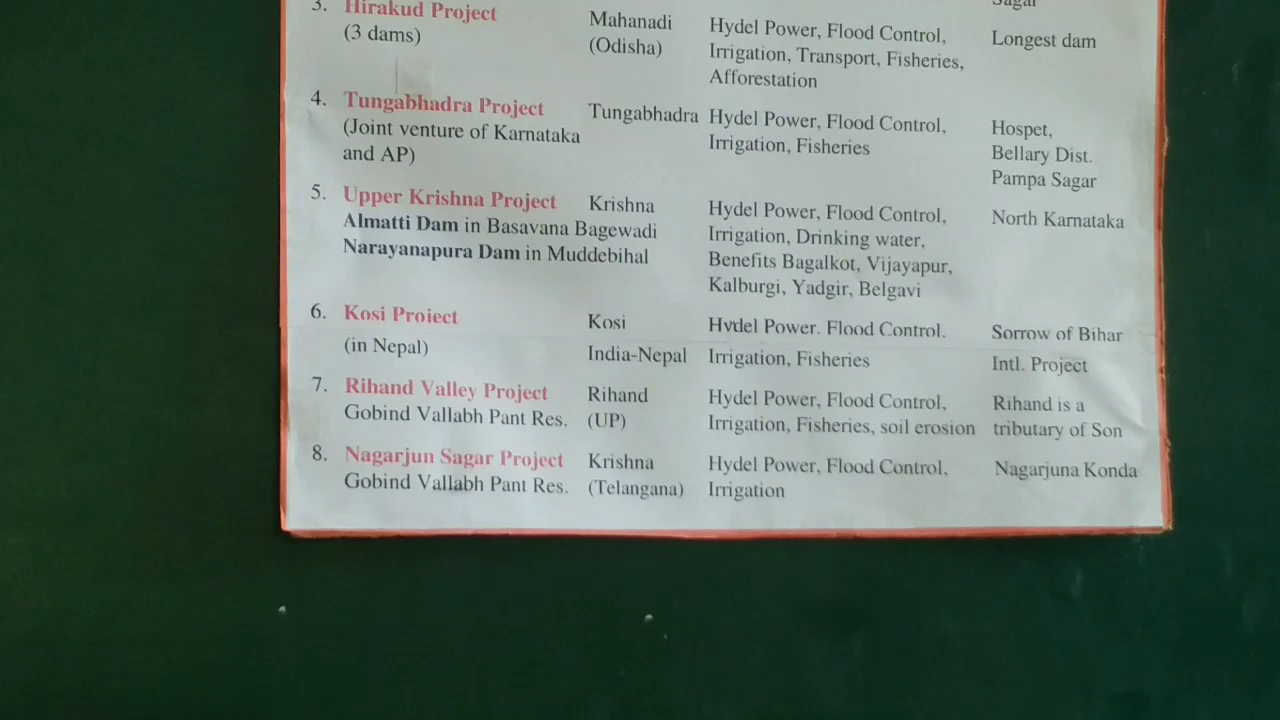 Sagar
3. Hirakud Project Mahanadi Hydel Power, Flood Control, Longest dam
(3 dams) (Odisha) Irrigation, Transport, Fisheries,
Afforestation
4. Tungabhadra Project Tungabhadra Hydel Power, Flood Control, Hospet,
(Joint venture of Karnataka Irrigation, Fisheries Bellary Dist.
and AP) Pampa Sagar
5. Upper Krishna Project Krishna Hydel Power, Flood Control, North Karnataka
Almatti Dam in Basavana Bagewadi Irrigation, Drinking water,
Narayanapura Dam in Muddebihal Benefits Bagalkot, Vijayapur,
Kalburgi, Yadgir, Belgavi
6. Kosi Project Kosi Hydel Power, Flood Control, Sorrow of Bihar
(in Nepal) India-Nepal Irrigation, Fisheries Intl. Project
7. Rihand Valley Project Rihand Hydel Power, Flood Control, Rihand is a
Gobind Vallabh Pant Res. (UP) Irrigation, Fisheries, soil erosion tributary of Son
8. Nagarjun Sagar Project Krishna Hydel Power, Flood Control, Nagarjuna Konda
Gobind Vallabh Pant Res. (Telangana) Irrigation